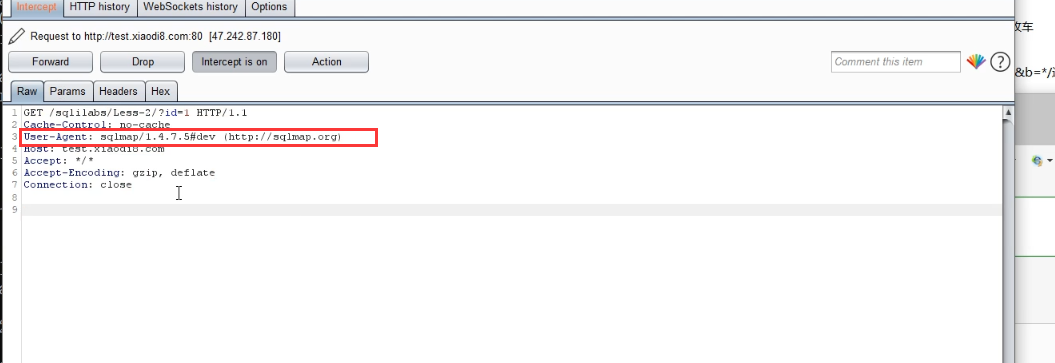 Intercept HTTP history WebSockets history Options
Request to http://test.xiaodi8.com:80 [47.242.87.180]
Forward Drop Intercept is on Action Comment this item ?
Raw Params Headers Hex
1 GET /sqlilabs/Less-2/?id=1 HTTP/1.1
2 Cache-Control: no-cache
3 User-Agent: sqlmap/1.4.7.5#dev (http://sqlmap.org)
4 Host: test.xiaodi8.com
5 Accept: */*
6 Accept-Encoding: gzip, deflate
7 Connection: close
8
9
&b=*/